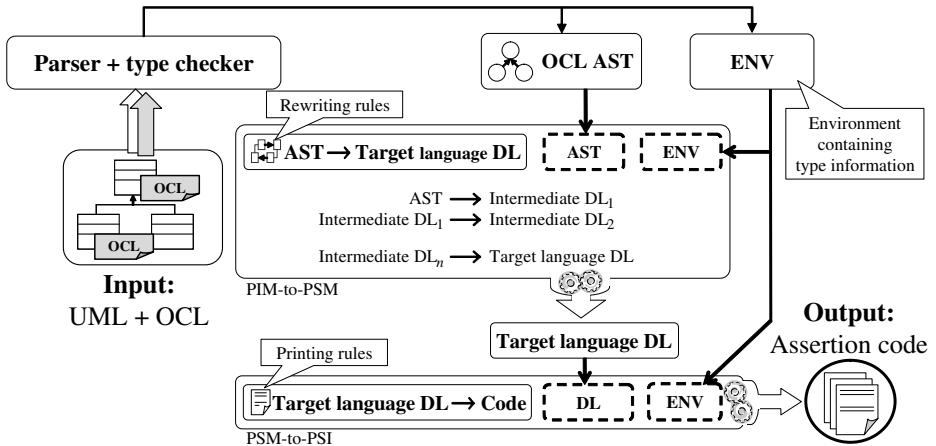 Parser + type checker
OCL AST
ENV
Rewriting rules
Environment
containing
type information
AST → Target language DL
AST
ENV
OCL
OCL
AST → Intermediate DL1
Intermediate DL1 → Intermediate DL2
Intermediate DLn → Target language DL
PIM-to-PSM
Input:
UML + OCL
Target language DL
Output:
Assertion code
Printing rules
Target language DL → Code
DL
ENV
PSM-to-PSI